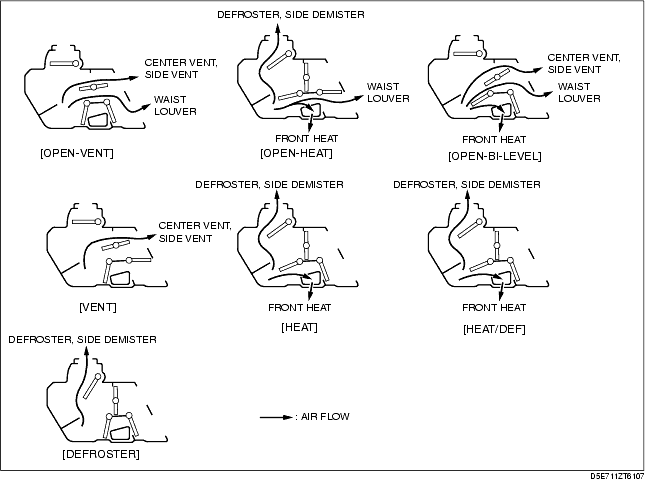 DEFROSTER, SIDE DEMISTER
CENTER VENT,
SIDE VENT
WAIST
LOUVER
[OPEN-VENT]
WAIST
LOUVER
FRONT HEAT
[OPEN-HEAT]
CENTER VENT,
SIDE VENT
WAIST
LOUVER
FRONT HEAT
[OPEN-BI-LEVEL]
CENTER VENT,
SIDE VENT
[VENT]
DEFROSTER, SIDE DEMISTER
FRONT HEAT
[HEAT]
DEFROSTER, SIDE DEMISTER
FRONT HEAT
[HEAT/DEF]
DEFROSTER, SIDE DEMISTER
[DEFROSTER]
: AIR FLOW
D5E711ZT6107